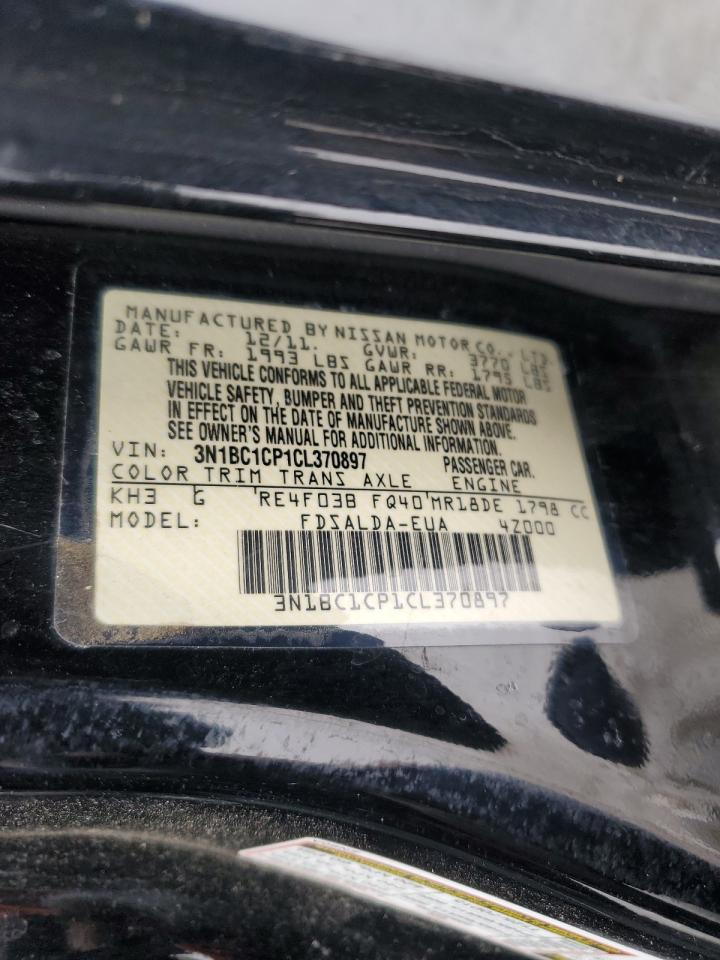 MANUFACTURED BY NISSAN MOTOR CO., LTD
DATE: 12/11. GVWR: 3770 LBS
GAWR FR: 1993 LBS GAWR RR: 1795 LBS
THIS VEHICLE CONFORMS TO ALL APPLICABLE FEDERAL MOTOR
VEHICLE SAFETY, BUMPER AND THEFT PREVENTION STANDARDS
IN EFFECT ON THE DATE OF MANUFACTURE SHOWN ABOVE.
SEE OWNER'S MANUAL FOR ADDITIONAL INFORMATION.
VIN: 3N1BC1CP1CL370897 PASSENGER CAR.
COLOR TRIM TRANS AXLE ENGINE
KH3 G RE4F03B FQ40 MR18DE 1798 CC
MODEL: FDSALDA-EUA 4Z000
3N1BC1CP1CL370897